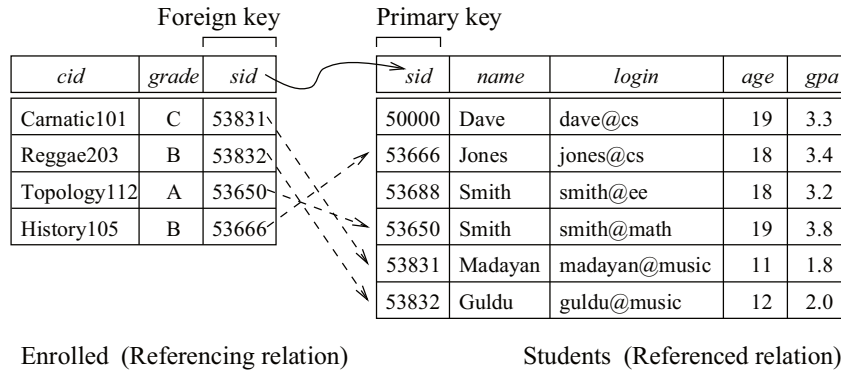 Foreign key Primary key
cid grade sid sid name login age gpa
Carnatic101 C 53831 50000 Dave dave@cs 19 3.3
Reggae203 B 53832 53666 Jones jones@cs 18 3.4
Topology112 A 53650 53688 Smith smith@ee 18 3.2
History105 B 53666 53650 Smith smith@math 19 3.8
53831 Madayan madayan@music 11 1.8
53832 Guldu guldu@music 12 2.0
Enrolled (Referencing relation) Students (Referenced relation)